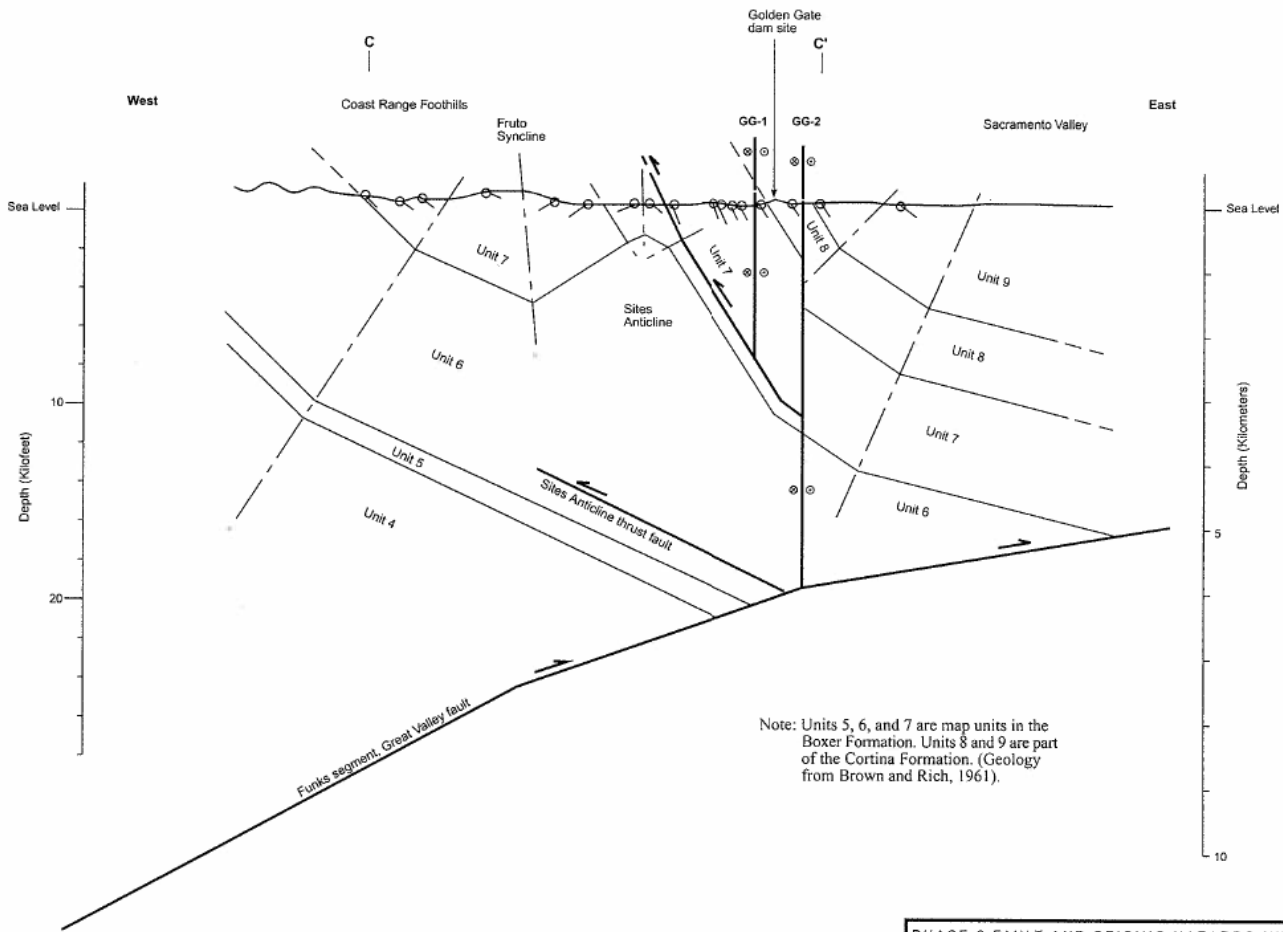 Golden Gate
dam site
C
C'
West
Coast Range Foothills
East
Fruto
Syncline
GG-1
GG-2
Sacramento Valley
Sea Level
Sea Level
Unit 7
Unit 7
Unit 8
Unit 9
Sites
Anticline
Unit 6
Unit 8
10
Depth (Kilofeet)
Depth (Kilometers)
Unit 5
Unit 7
Sites Anticline thrust fault
Unit 4
Unit 6
5
20
Funks segment, Great Valley fault
Note: Units 5, 6, and 7 are map units in the
Boxer Formation. Units 8 and 9 are part
of the Cortina Formation. (Geology
from Brown and Rich, 1961).
10